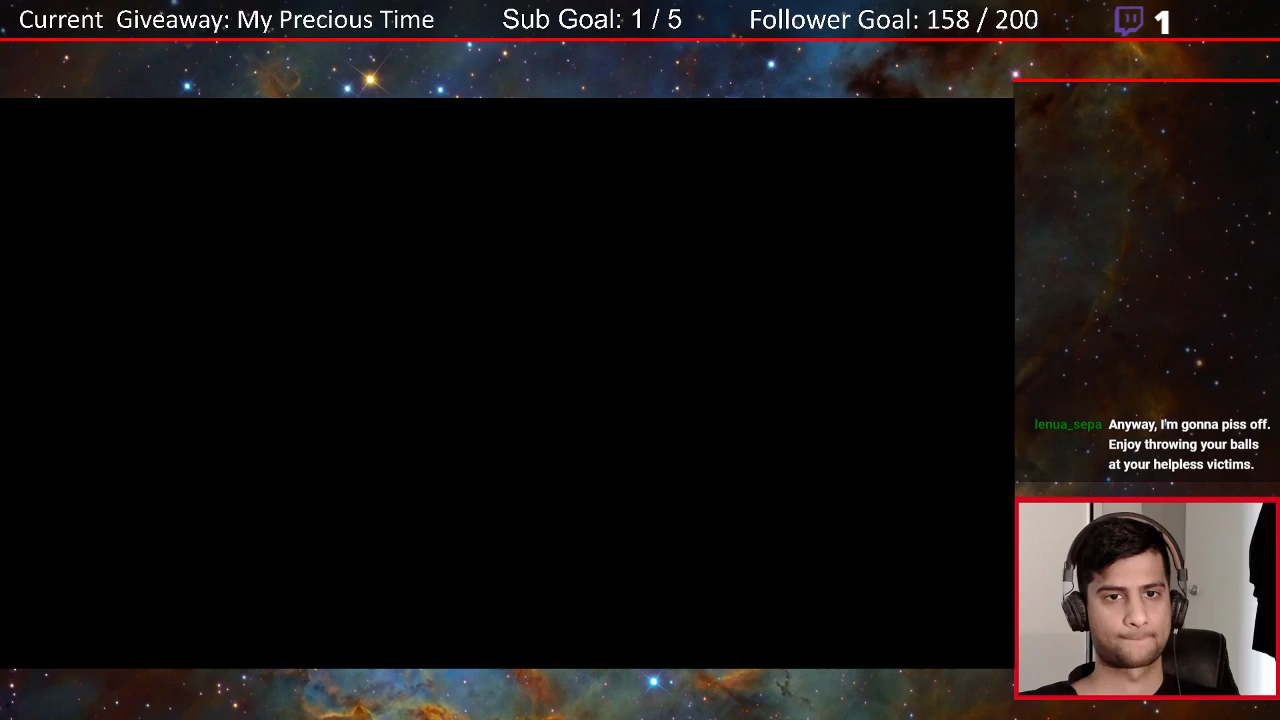 Current  Giveaway: My Precious Time
Sub Goal: 1 / 5
Follower Goal: 158 / 200
1
lenua_sepa Anyway, I'm gonna piss off.
Enjoy throwing your balls
at your helpless victims.